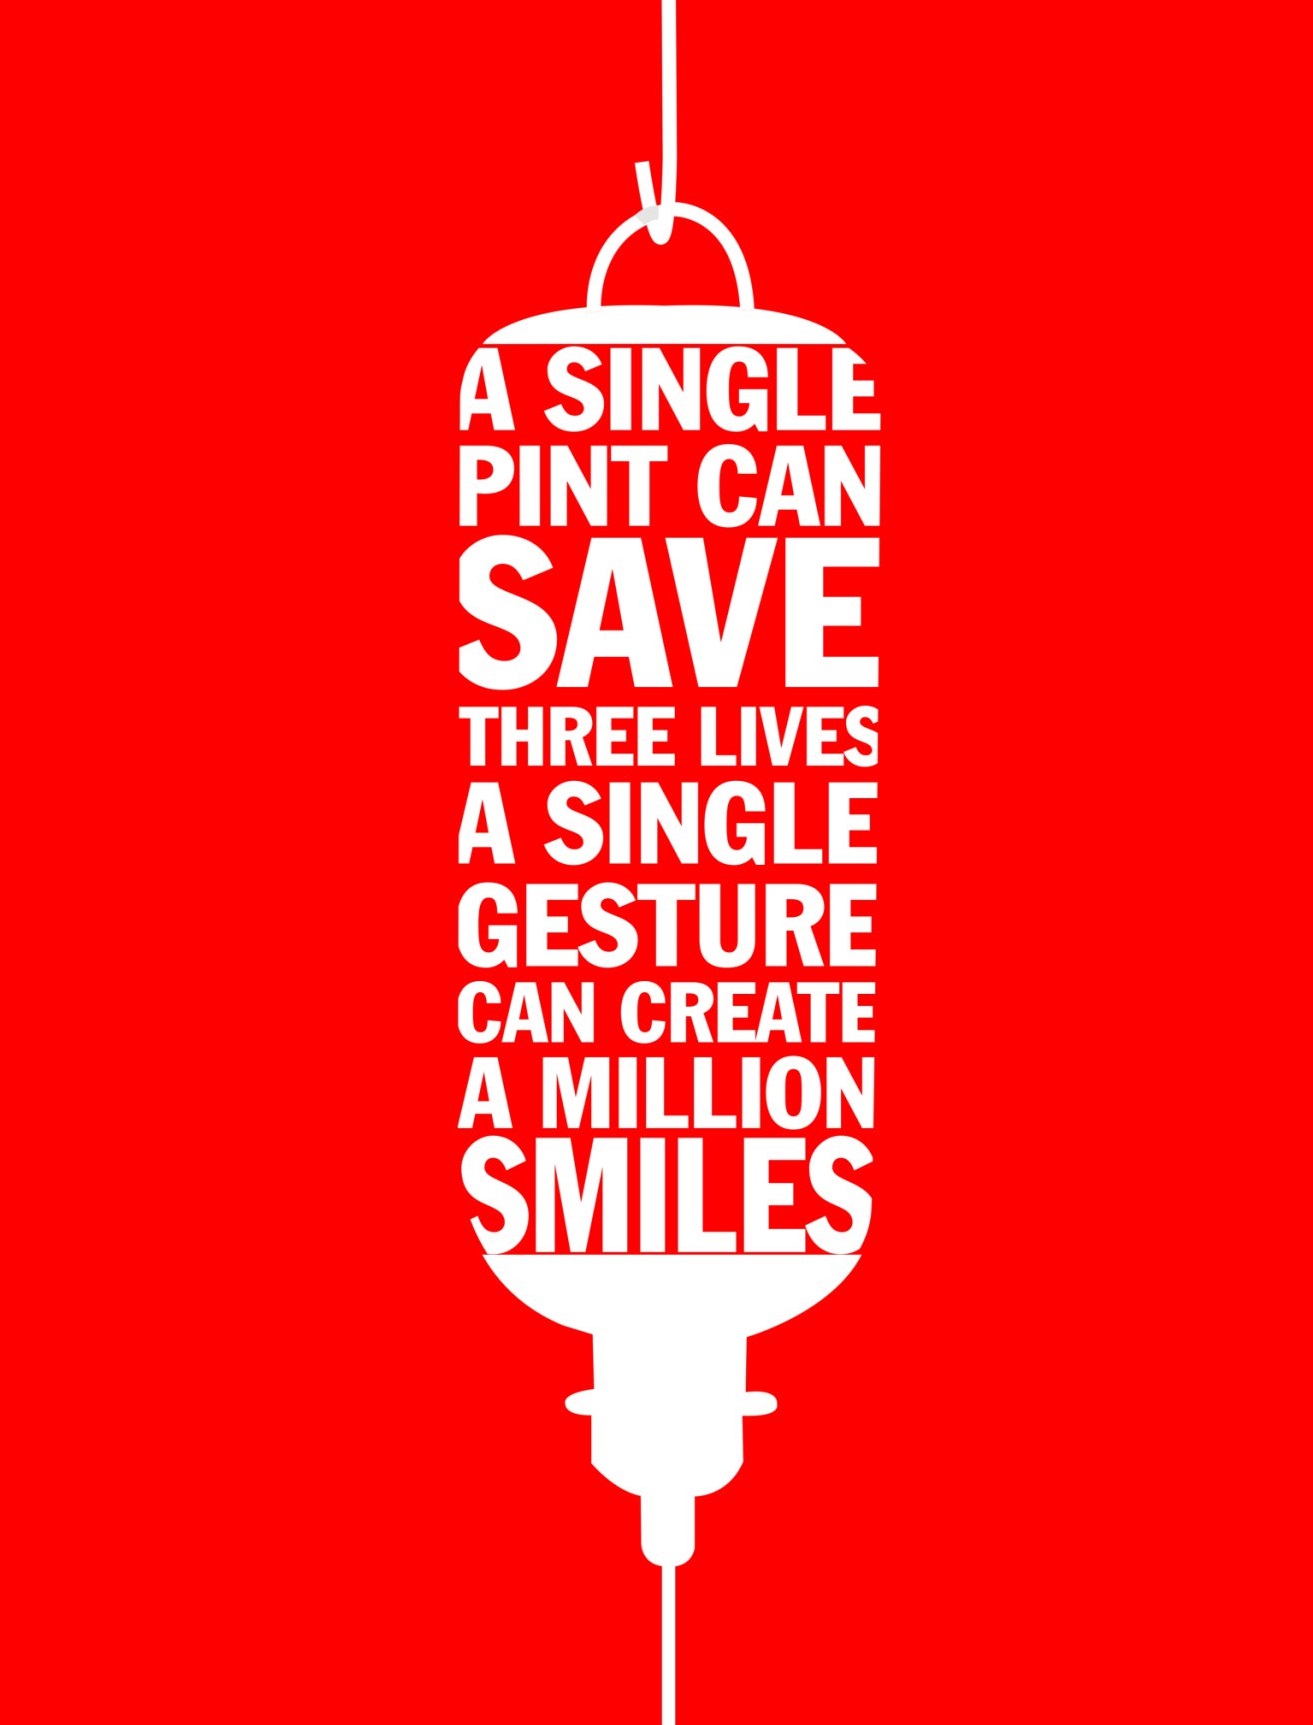 A SINGLE
PINT CAN
SAVE
THREE LIVES
A SINGLE
GESTURE
CAN CREATE
A MILLION
SMILES